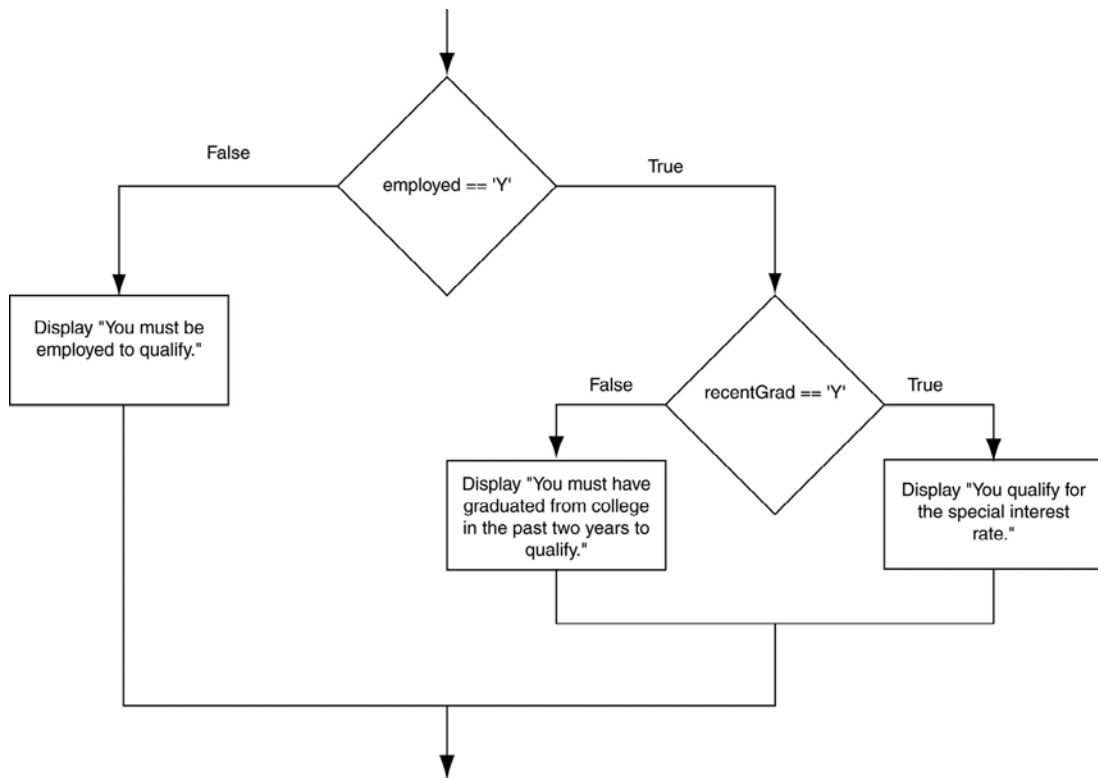 False
True
employed == 'Y'
Display "You must be
employed to qualify."
False
True
recentGrad == 'Y'
Display "You must have
graduated from college
in the past two years to
qualify."
Display "You qualify for
the special interest
rate."